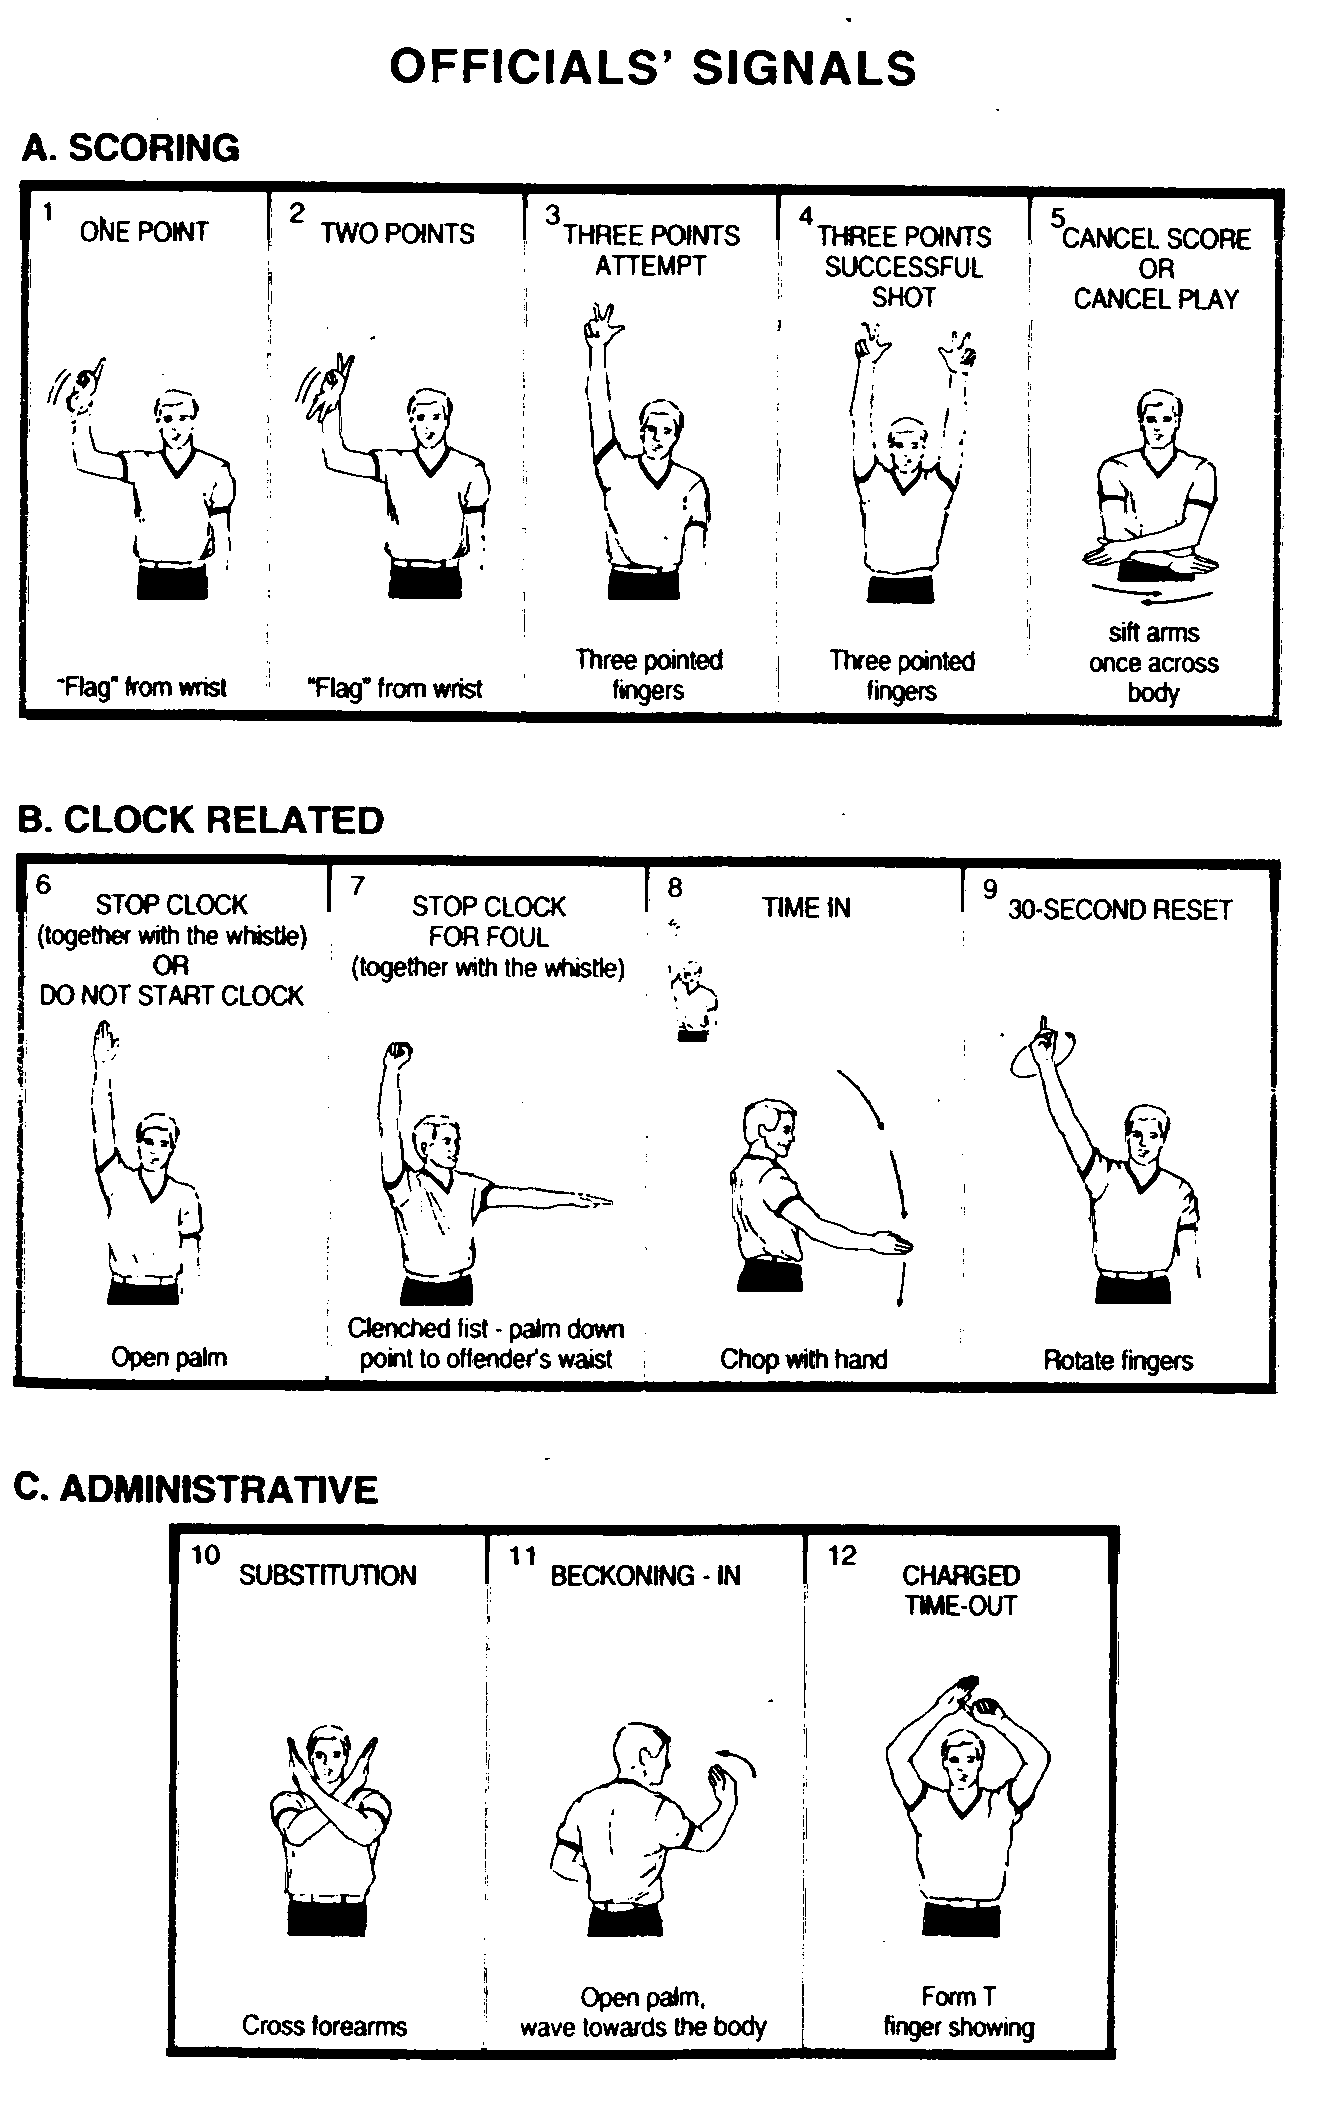 OFFICIALS' SIGNALS
A. SCORING
1
ONE POINT
"Flag" from wrist
2
TWO POINTS
"Flag" from wrist
3
THREE POINTS
ATTEMPT
Three pointed
fingers
4
THREE POINTS
SUCCESSFUL
SHOT
Three pointed
fingers
5
CANCEL SCORE
OR
CANCEL PLAY
sift arms
once across
body
B. CLOCK RELATED
6
STOP CLOCK
(together with the whistle)
OR
DO NOT START CLOCK
Open palm
7
STOP CLOCK
FOR FOUL
(together with the whistle)
Clenched fist - palm down
point to offender's waist
8
TIME IN
Chop with hand
9
30-SECOND RESET
Rotate fingers
C. ADMINISTRATIVE
10
SUBSTITUTION
Cross forearms
11
BECKONING - IN
Open palm,
wave towards the body
12
CHARGED
TIME-OUT
Form T
finger showing